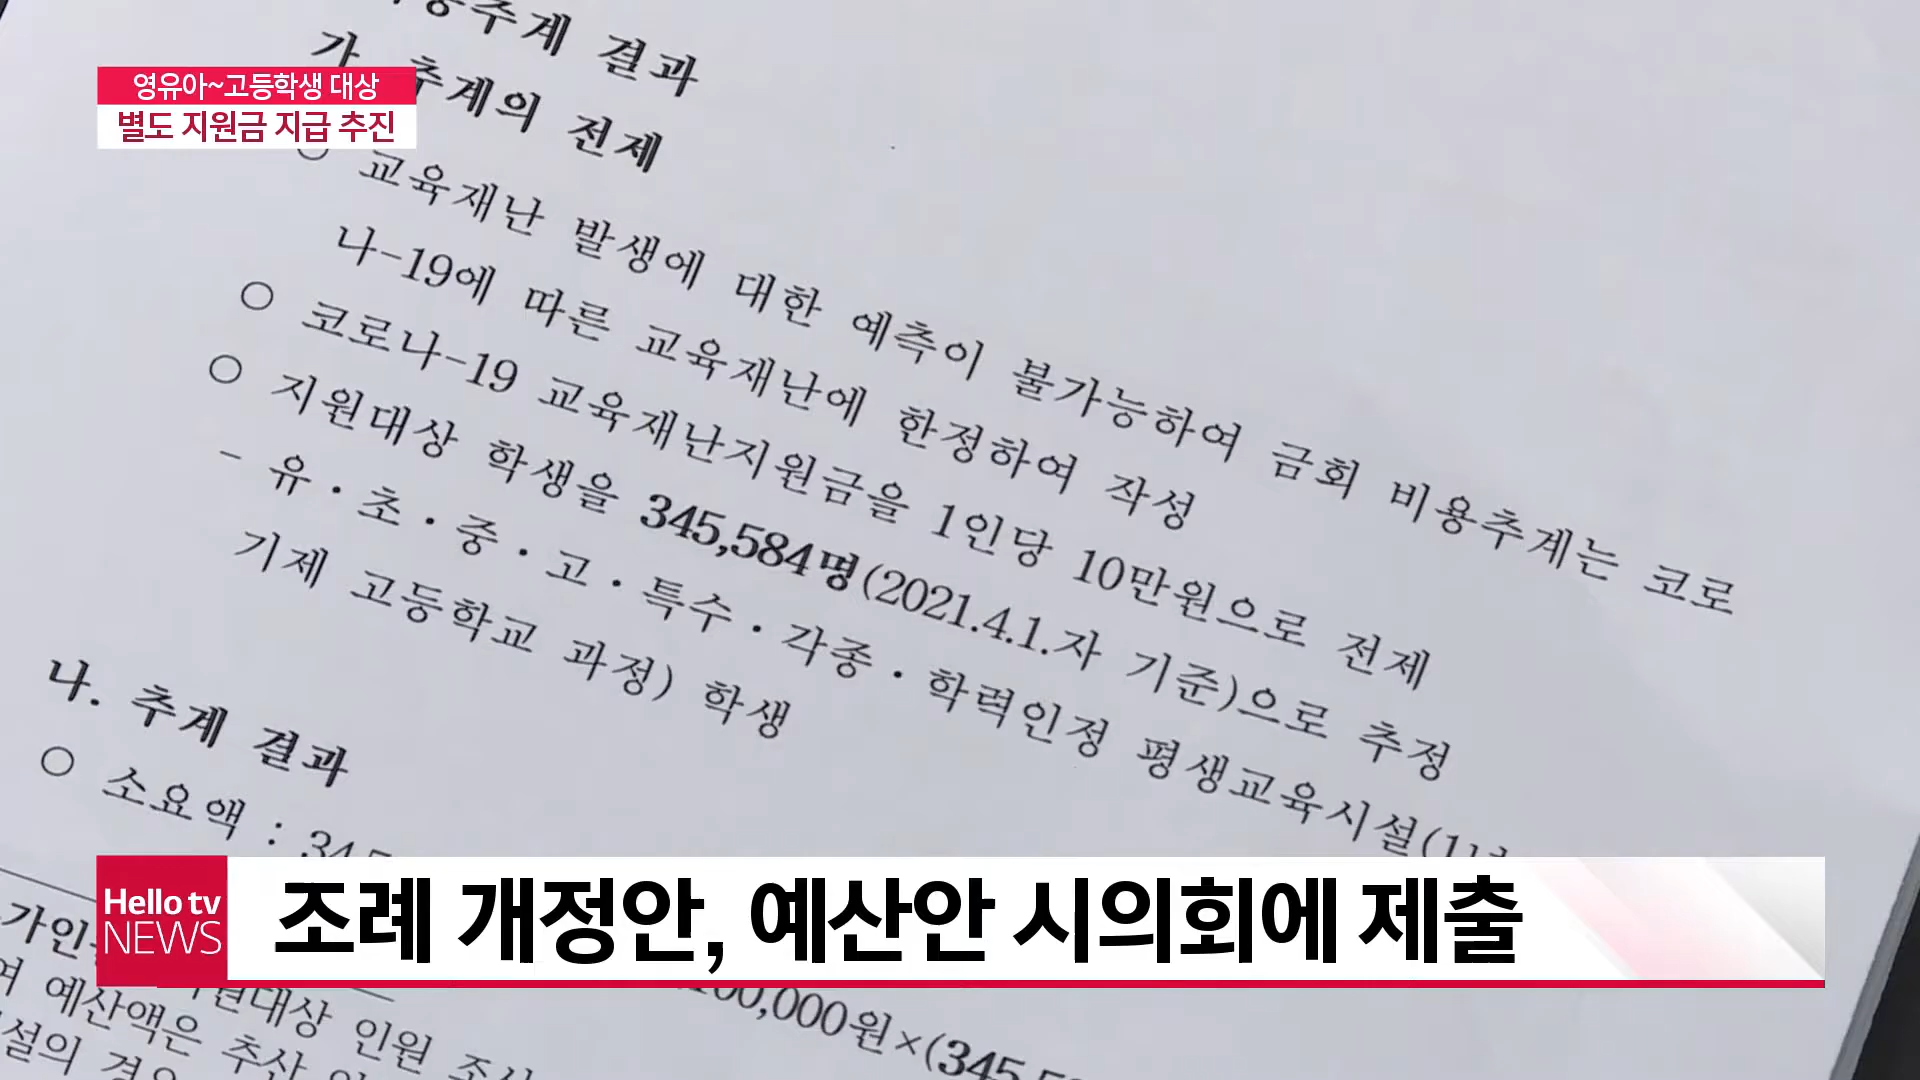 영유아~고등학생 대상
별도 지원금 지급 추진
추계 결과
가 추계의 전제
○ 교육재난 발생에 대한 예측이 불가능하여 금회 비용추계는 코로
나-19에 따른 교육재난에 한정하여 작성
○ 코로나-19 교육재난지원금을 1인당 10만원으로 전제
○ 지원대상 학생을 345,584명(2021.4.1.자 기준)으로 추정
- 유·초·중·고·특수·각종·학력인정 평생교육시설(1년
기제 고등학교 과정) 학생
나. 추계 결과
○ 소요액 : 345
Hello tv
NEWS
조례 개정안, 예산안 시의회에 제출
대상 인원
예산액은 추산
100,000원×(345,5